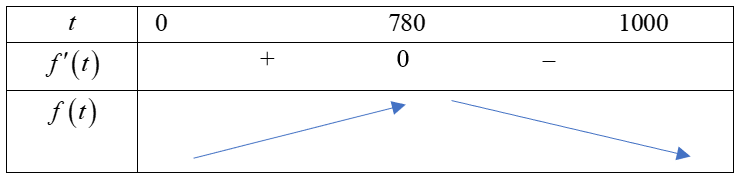 t 0 780 1000
f′(t) + 0 –
f(t)